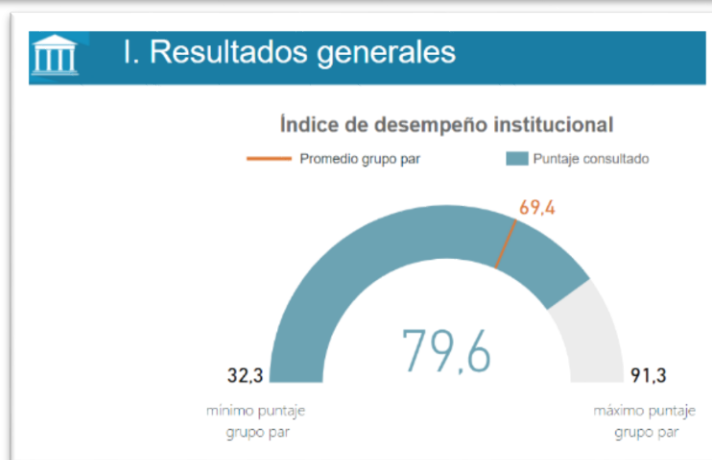 I. Resultados generales
Índice de desempeño institucional
Promedio grupo par
Puntaje consultado
69,4
79,6
32,3
91,3
mínimo puntaje
grupo par
máximo puntaje
grupo par